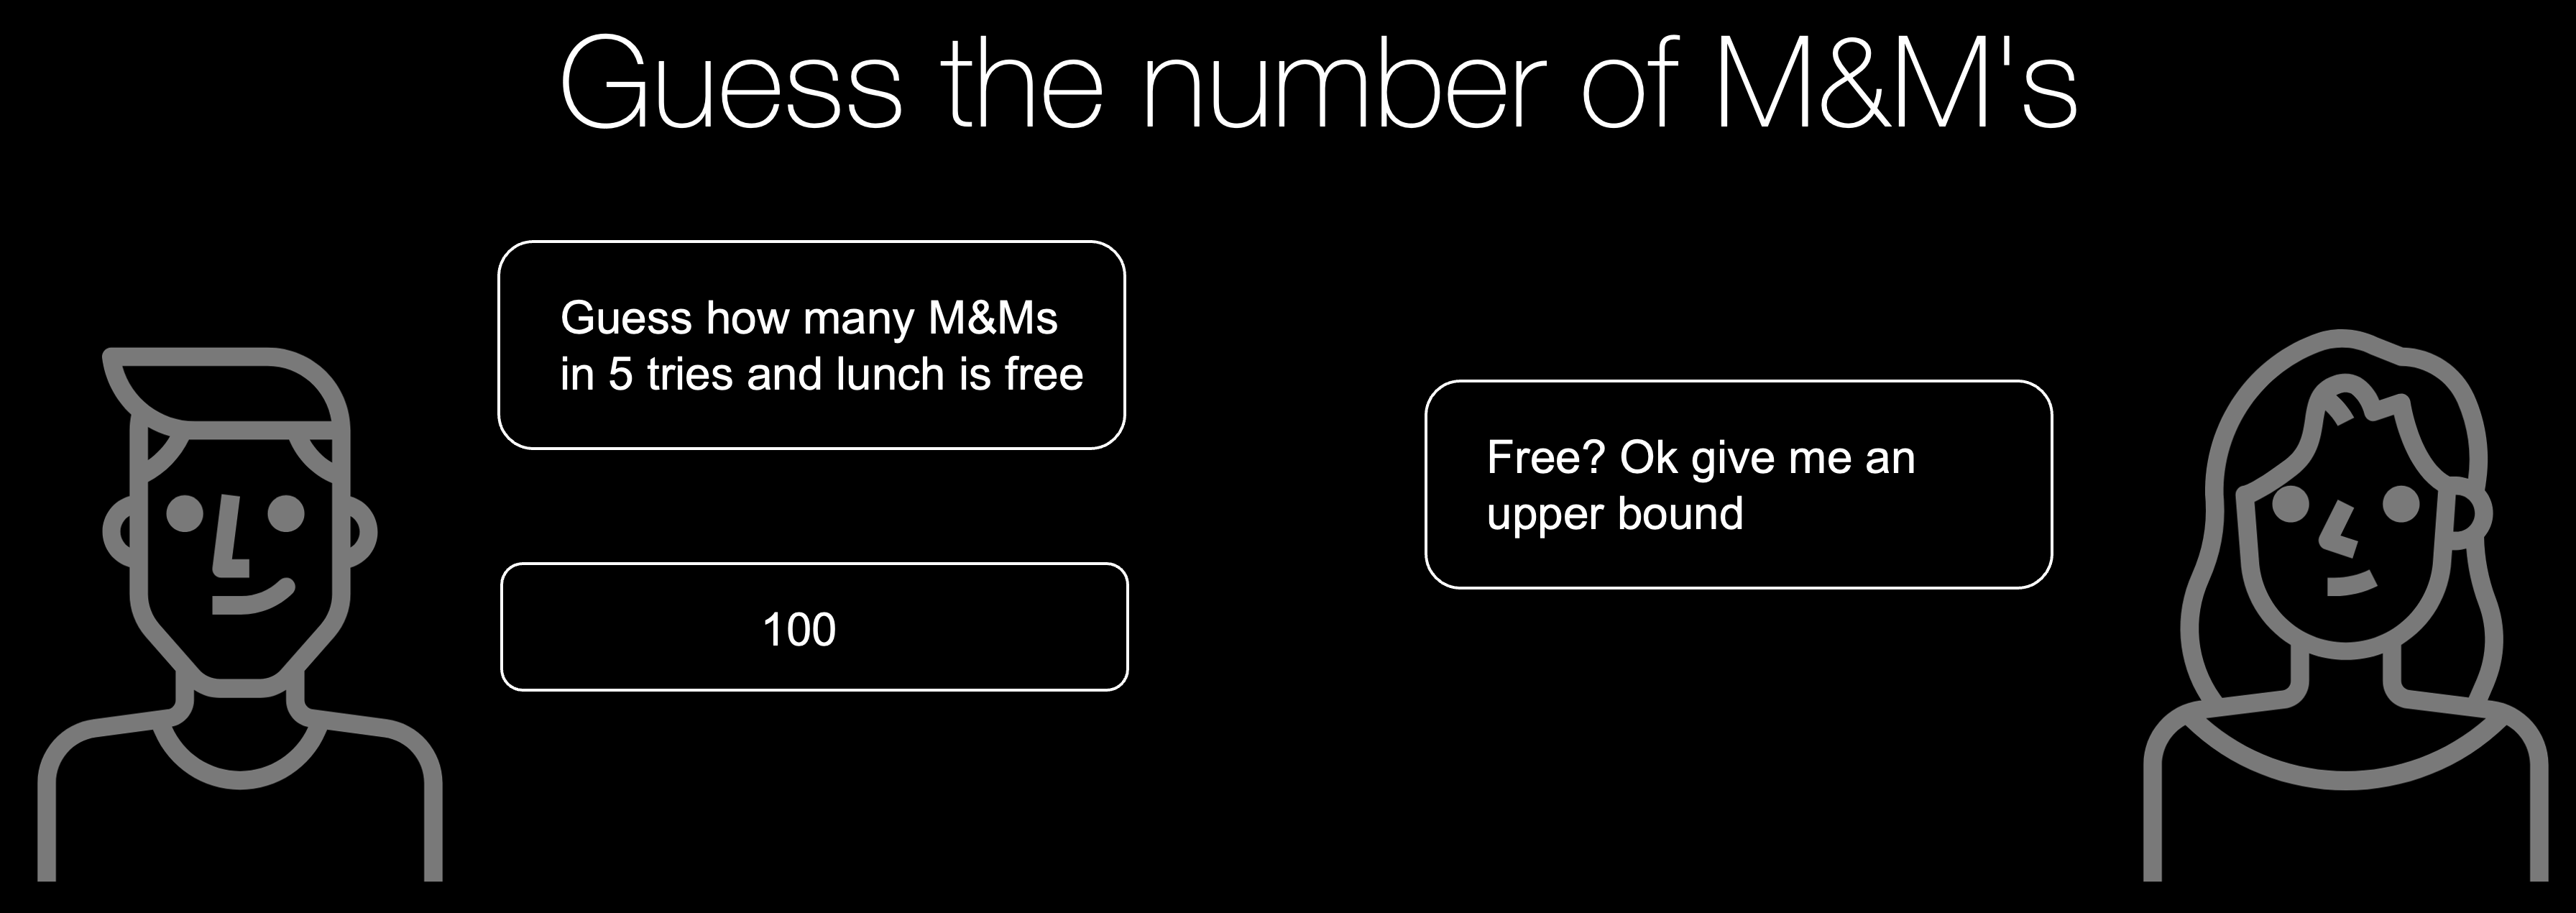 Guess the number of M&M's
Guess how many M&Ms
in 5 tries and lunch is free
Free? Ok give me an
upper bound
100